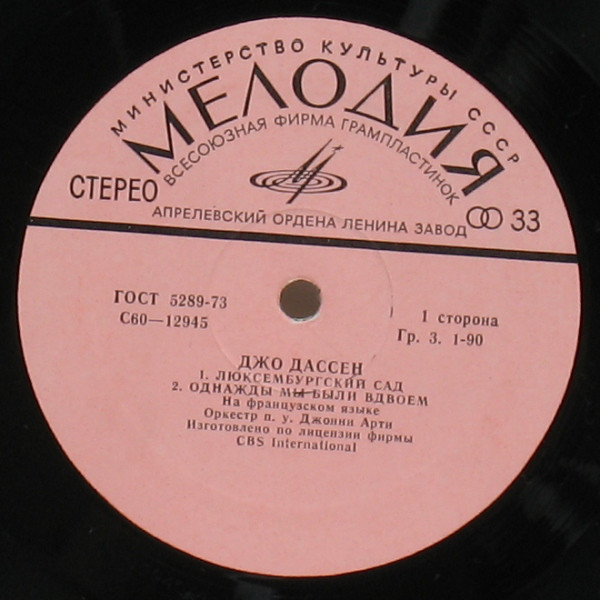 МИНИСТЕРСТВО КУЛЬТУРЫ СССР
МЕЛОДИЯ
ВСЕСОЮЗНАЯ ФИРМА ГРАМПЛАСТИНОК
СТЕРЕО
АПРЕЛЕВСКИЙ ОРДЕНА ЛЕНИНА ЗАВОД
33
ГОСТ 5289-73
С60—12945
1 сторона
Гр. 3. 1-90
ДЖО ДАССЕН
1. ЛЮКСЕМБУРГСКИЙ САД
2. ОДНАЖДЫ МЫ БЫЛИ ВДВОЕМ
На французском языке
Оркестр п. у. Джонни Арти
Изготовлено по лицензии фирмы
CBS International